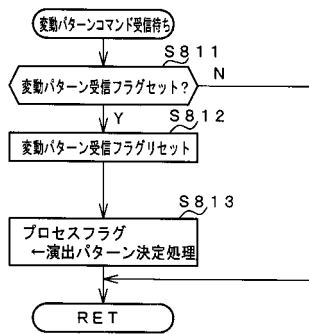 変動パターンコマンド受信待ち
S811
変動パターン受信フラグセット?
N
Y
S812
変動パターン受信フラグリセット
S813
プロセスフラグ
←演出パターン決定処理
RET